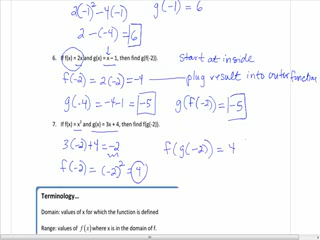 2(-1)² -4(-1)
g(-1) = 6
2 -(-4) = 6
6. If f(x) = 2x and g(x) = x – 1, then find g(f(-2)).
start at inside
f(-2) = 2(-2) = -4
plug result into outer function
g(-4) = -4-1 = -5
g(f(-2)) = -5
7. If f(x) = x² and g(x) = 3x + 4, then find f(g(-2)).
3(-2)+4 = -2
f(g(-2)) = 4
f(-2) = (-2)² = 4
Terminology...
Domain: values of x for which the function is defined
Range: values of f(x) where x is in the domain of f.